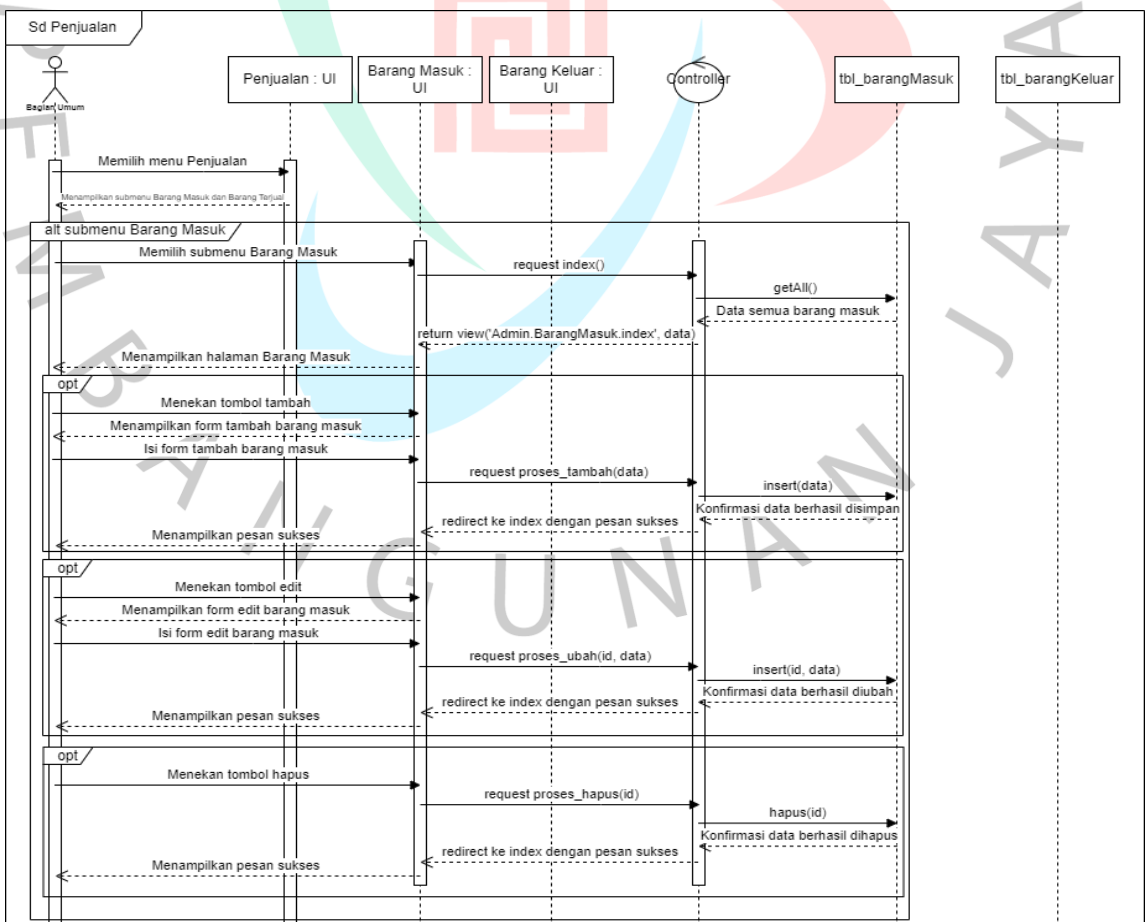 Sd Penjualan
Bagian Umum
Penjualan : UI
Barang Masuk :
UI
Barang Keluar :
UI
Controller
tbl_barangMasuk
tbl_barangKeluar
Memilih menu Penjualan
Menampilkan submenu Barang Masuk dan Barang Terjual
alt submenu Barang Masuk
Memilih submenu Barang Masuk
request index()
getAll()
Data semua barang masuk
return view('Admin.BarangMasuk.index', data)
Menampilkan halaman Barang Masuk
opt
Menekan tombol tambah
Menampilkan form tambah barang masuk
Isi form tambah barang masuk
request proses_tambah(data)
insert(data)
Konfirmasi data berhasil disimpan
redirect ke index dengan pesan sukses
Menampilkan pesan sukses
opt
Menekan tombol edit
Menampilkan form edit barang masuk
Isi form edit barang masuk
request proses_ubah(id, data)
insert(id, data)
Konfirmasi data berhasil diubah
redirect ke index dengan pesan sukses
Menampilkan pesan sukses
opt
Menekan tombol hapus
request proses_hapus(id)
hapus(id)
Konfirmasi data berhasil dihapus
redirect ke index dengan pesan sukses
Menampilkan pesan sukses
PEMBANGUNAN JAYA